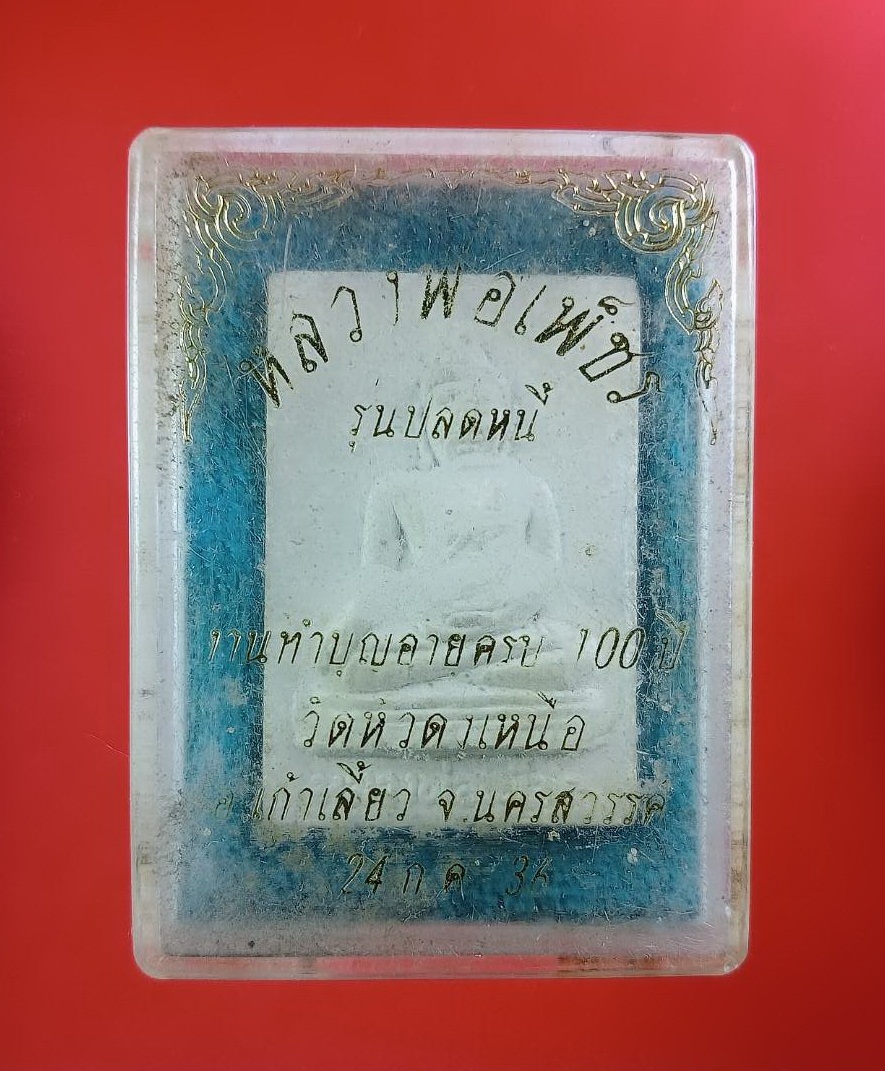 หลวงพ่อเพ็ชร
รุ่นปลดหนี้
งานทำบุญอายุครบ 100 ปี
วัดหัวดงเหนือ
อ.เก้าเลี้ยว จ.นครสวรรค์
24 ก ค